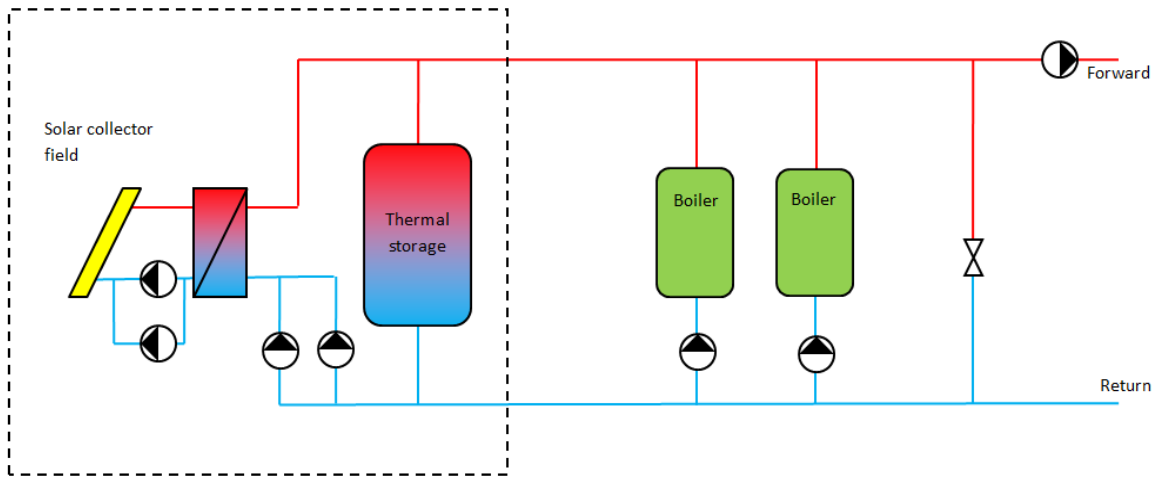 Forward
Solar collector
field
Thermal
storage
Boiler
Boiler
Return